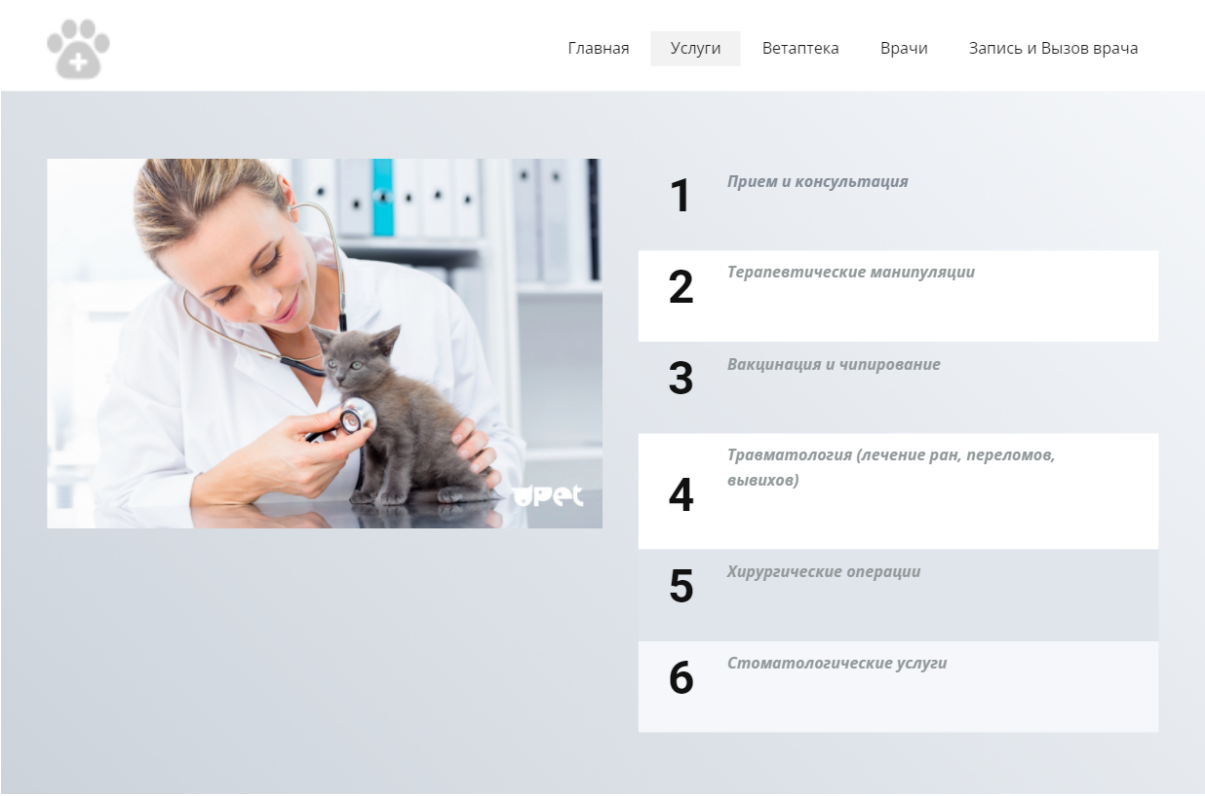 Главная Услуги Ветаптека Врачи Запись и Вызов врача
1 Прием и консультация
2 Терапевтические манипуляции
3 Вакцинация и чипирование
4 Травматология (лечение ран, переломов,
вывихов)
5 Хирургические операции
6 Стоматологические услуги
upet